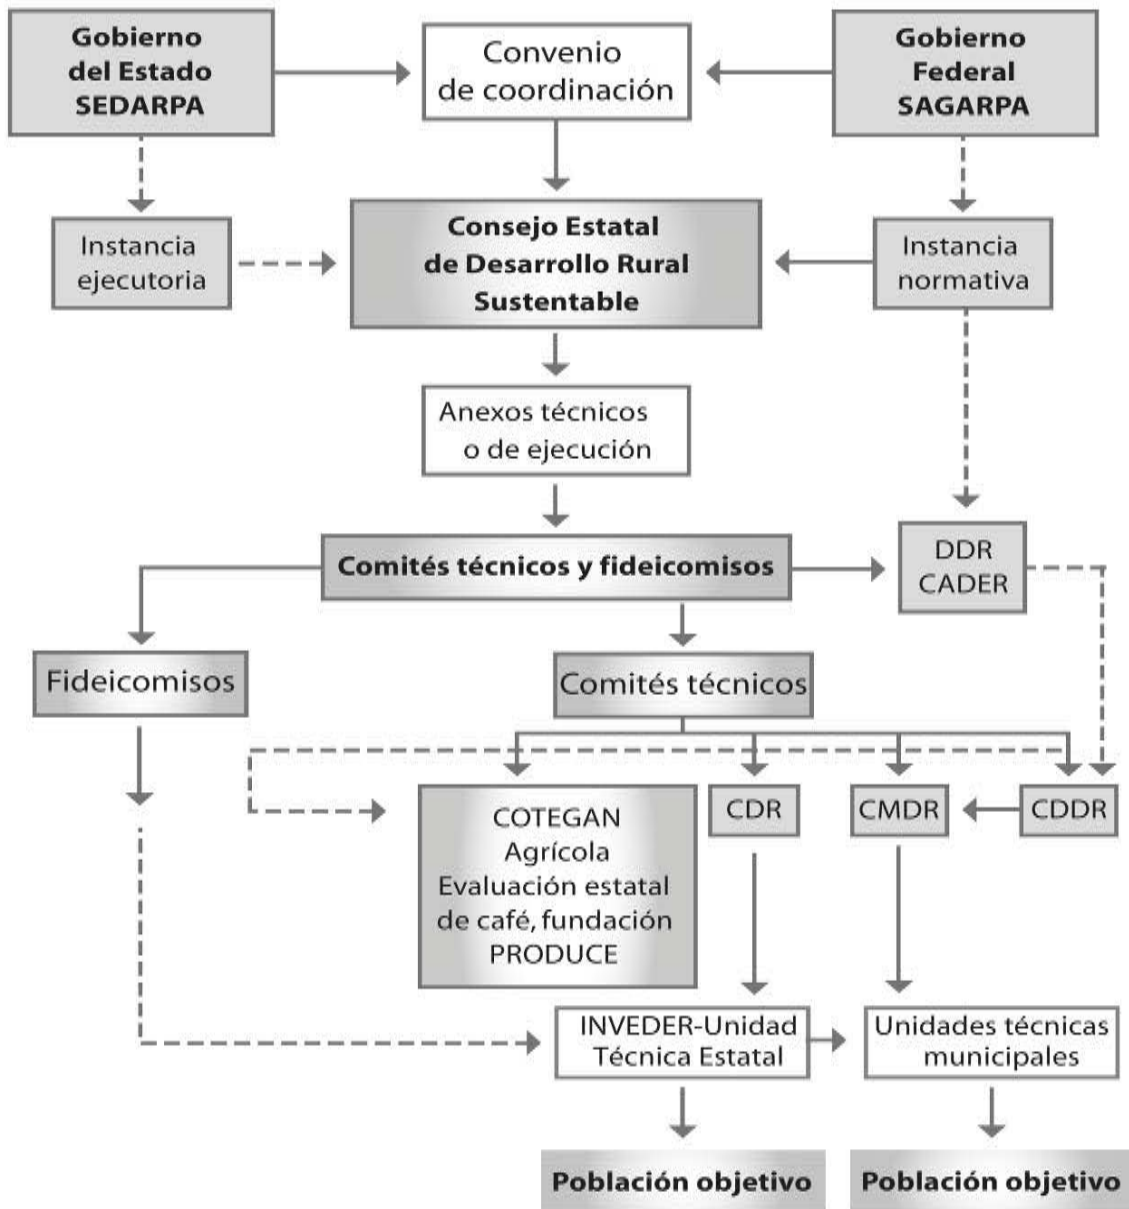 Gobierno
del Estado
SEDARPA
Convenio
de coordinación
Gobierno
Federal
SAGARPA
Instancia
ejecutoria
Consejo Estatal
de Desarrollo Rural
Sustentable
Instancia
normativa
Anexos técnicos
o de ejecución
Comités técnicos y fideicomisos
DDR
CADER
Fideicomisos
Comités técnicos
COTEGAN
Agrícola
Evaluación estatal
de café, fundación
PRODUCE
CDR
CMDR
CDDR
INVEDER-Unidad
Técnica Estatal
Unidades técnicas
municipales
Población objetivo
Población objetivo